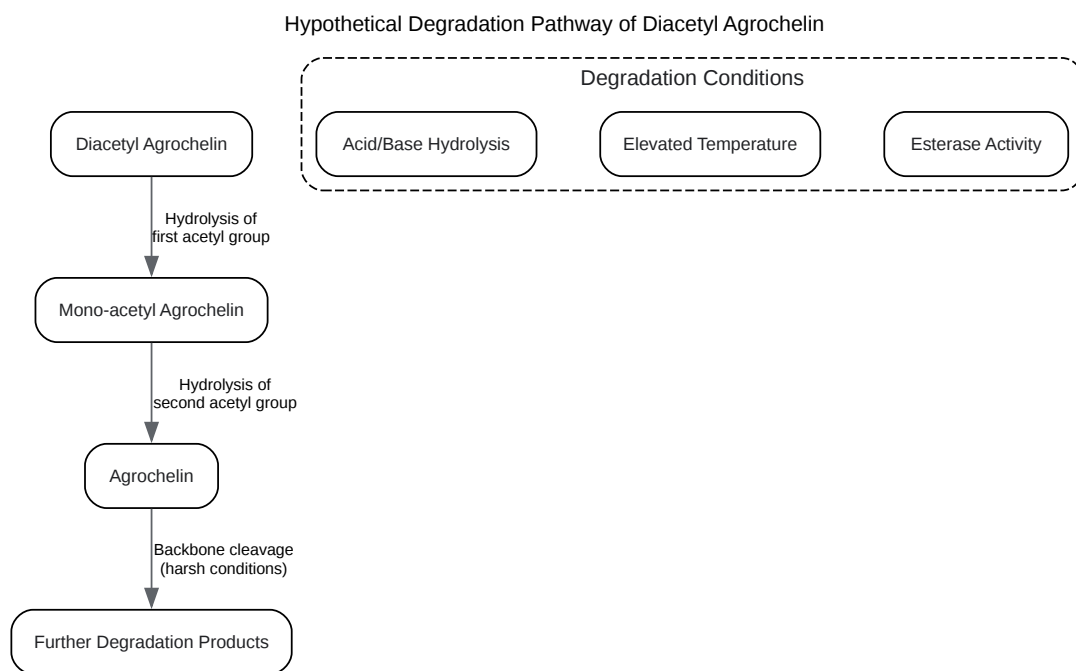 Hypothetical Degradation Pathway of Diacetyl Agrochelin
Degradation Conditions
Diacetyl Agrochelin
Acid/Base Hydrolysis
Elevated Temperature
Esterase Activity
Hydrolysis of
first acetyl group
Mono-acetyl Agrochelin
Hydrolysis of
second acetyl group
Agrochelin
Backbone cleavage
(harsh conditions)
Further Degradation Products